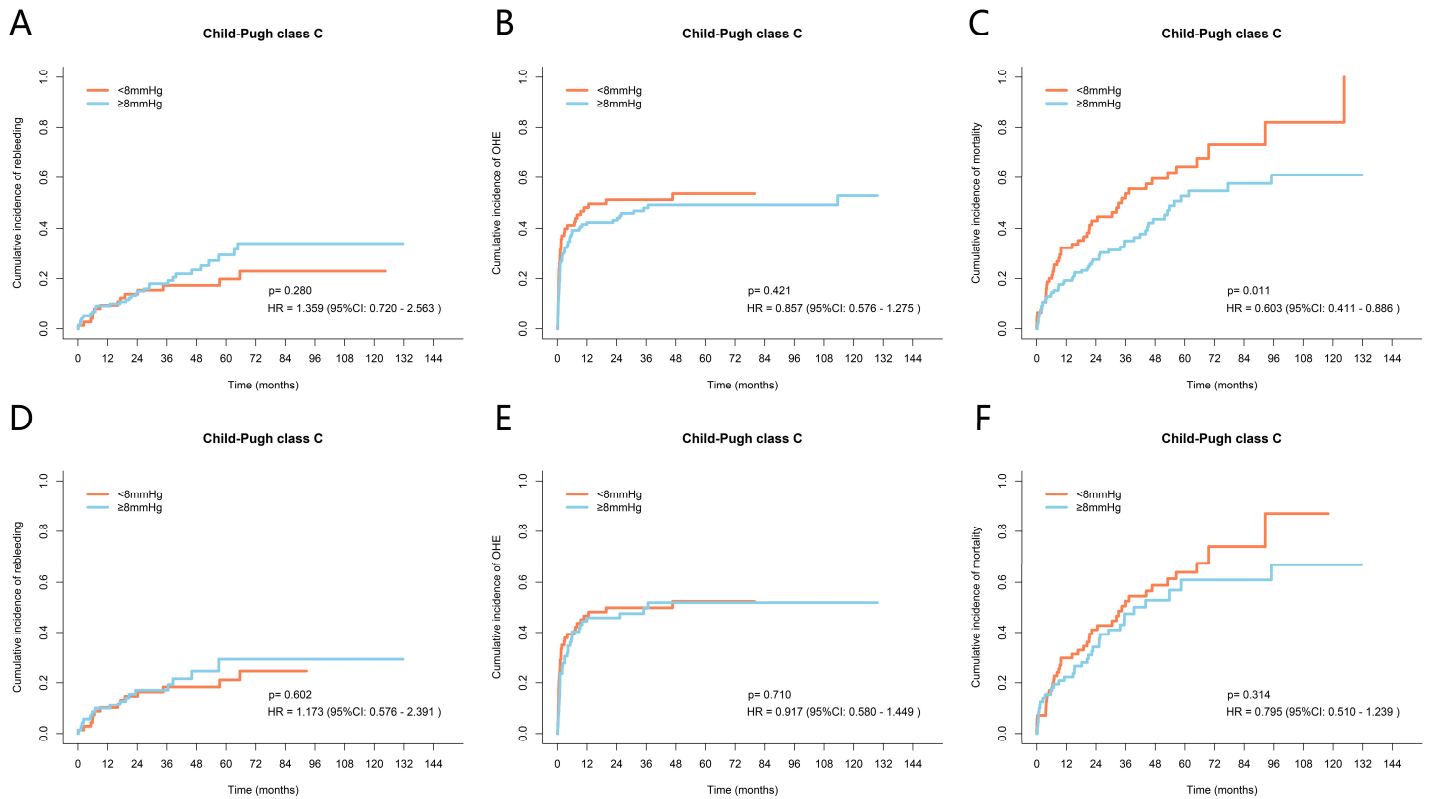 A
Child-Pugh class C
<8mmHg
≥8mmHg
Cumulative incidence of rebleeding
0.0 0.2 0.4 0.6 0.8 1.0
p= 0.280
HR = 1.359 (95%CI: 0.720 - 2.563 )
0 12 24 36 48 60 72 84 96 108 120 132 144
Time (months)
B
Child-Pugh class C
<8mmHg
≥8mmHg
Cumulative incidence of OHE
0.0 0.2 0.4 0.6 0.8 1.0
p= 0.421
HR = 0.857 (95%CI: 0.576 - 1.275 )
0 12 24 36 48 60 72 84 96 108 120 132 144
Time (months)
C
Child-Pugh class C
<8mmHg
≥8mmHg
Cumulative incidence of mortality
0.0 0.2 0.4 0.6 0.8 1.0
p= 0.011
HR = 0.603 (95%CI: 0.411 - 0.886 )
0 12 24 36 48 60 72 84 96 108 120 132 144
Time (months)
D
Child-Pugh class C
<8mmHg
≥8mmHg
Cumulative incidence of rebleeding
0.0 0.2 0.4 0.6 0.8 1.0
p= 0.602
HR = 1.173 (95%CI: 0.576 - 2.391 )
0 12 24 36 48 60 72 84 96 108 120 132 144
Time (months)
E
Child-Pugh class C
<8mmHg
≥8mmHg
Cumulative incidence of OHE
0.0 0.2 0.4 0.6 0.8 1.0
p= 0.710
HR = 0.917 (95%CI: 0.580 - 1.449 )
0 12 24 36 48 60 72 84 96 108 120 132 144
Time (months)
F
Child-Pugh class C
<8mmHg
≥8mmHg
Cumulative incidence of mortality
0.0 0.2 0.4 0.6 0.8 1.0
p= 0.314
HR = 0.795 (95%CI: 0.510 - 1.239 )
0 12 24 36 48 60 72 84 96 108 120 132 144
Time (months)